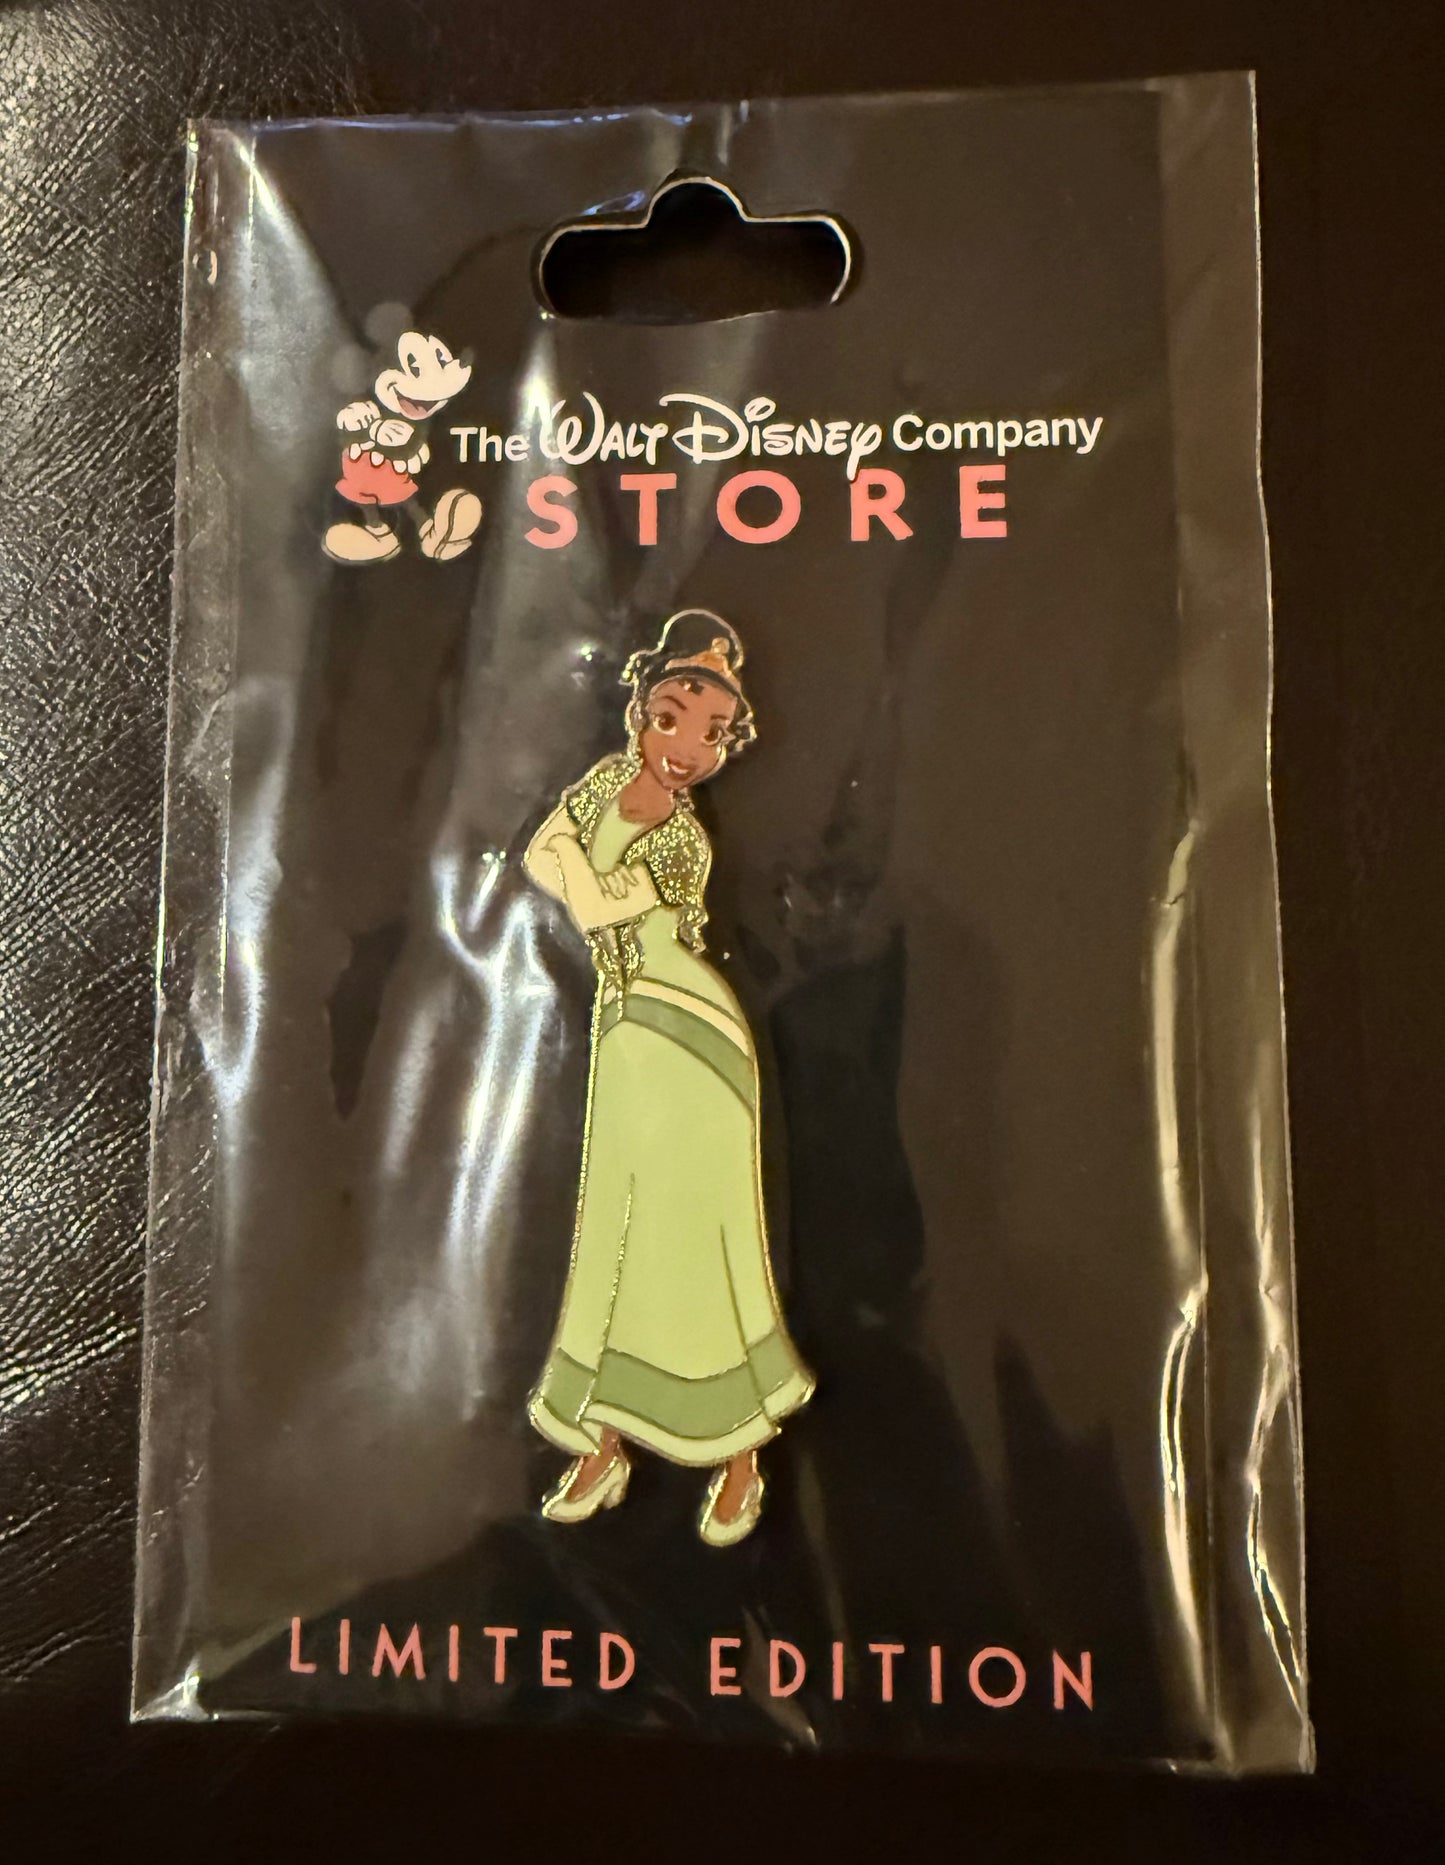 The WALT DISNEY Company
STORE
LIMITED EDITION